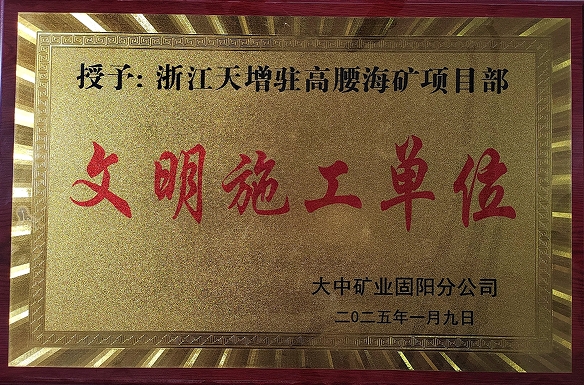 授予: 浙江天增驻高腰海矿项目部
文明施工单位
大中矿业固阳分公司
二〇二五年一月九日